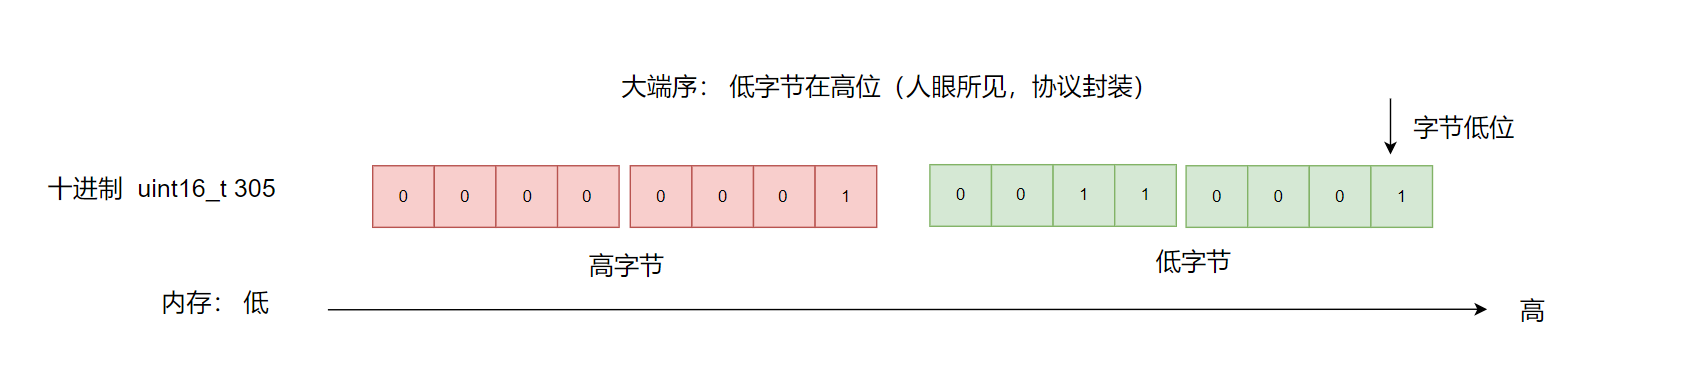 大端序： 低字节在高位（人眼所见，协议封装）
字节低位
十进制 uint16_t 305
0 0 0 0 0 0 0 1 0 0 1 1 0 0 0 1
高字节
低字节
内存： 低
高